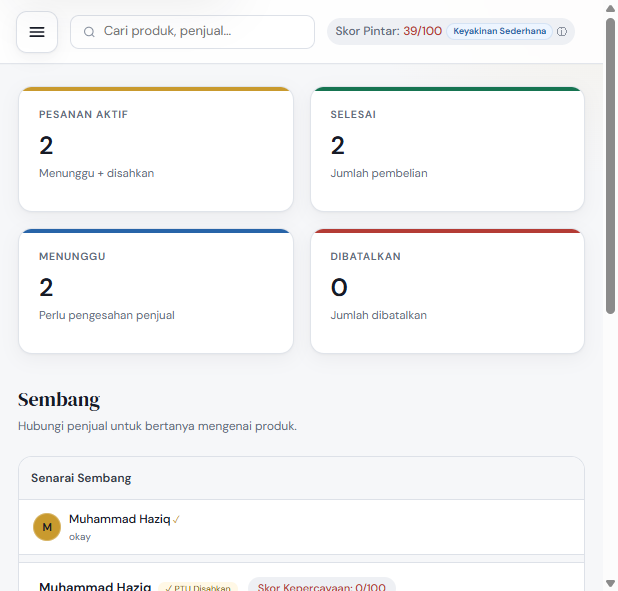 Cari produk, penjual...
Skor Pintar: 39/100 Keyakinan Sederhana ⓘ
PESANAN AKTIF
2
Menunggu + disahkan
SELESAI
2
Jumlah pembelian
MENUNGGU
2
Perlu pengesahan penjual
DIBATALKAN
0
Jumlah dibatalkan
Sembang
Hubungi penjual untuk bertanya mengenai produk.
Senarai Sembang
M
Muhammad Haziq ✓
okay
Muhammad Haziq ✓ PTU Disahkan Skor Kepercayaan: 0/100